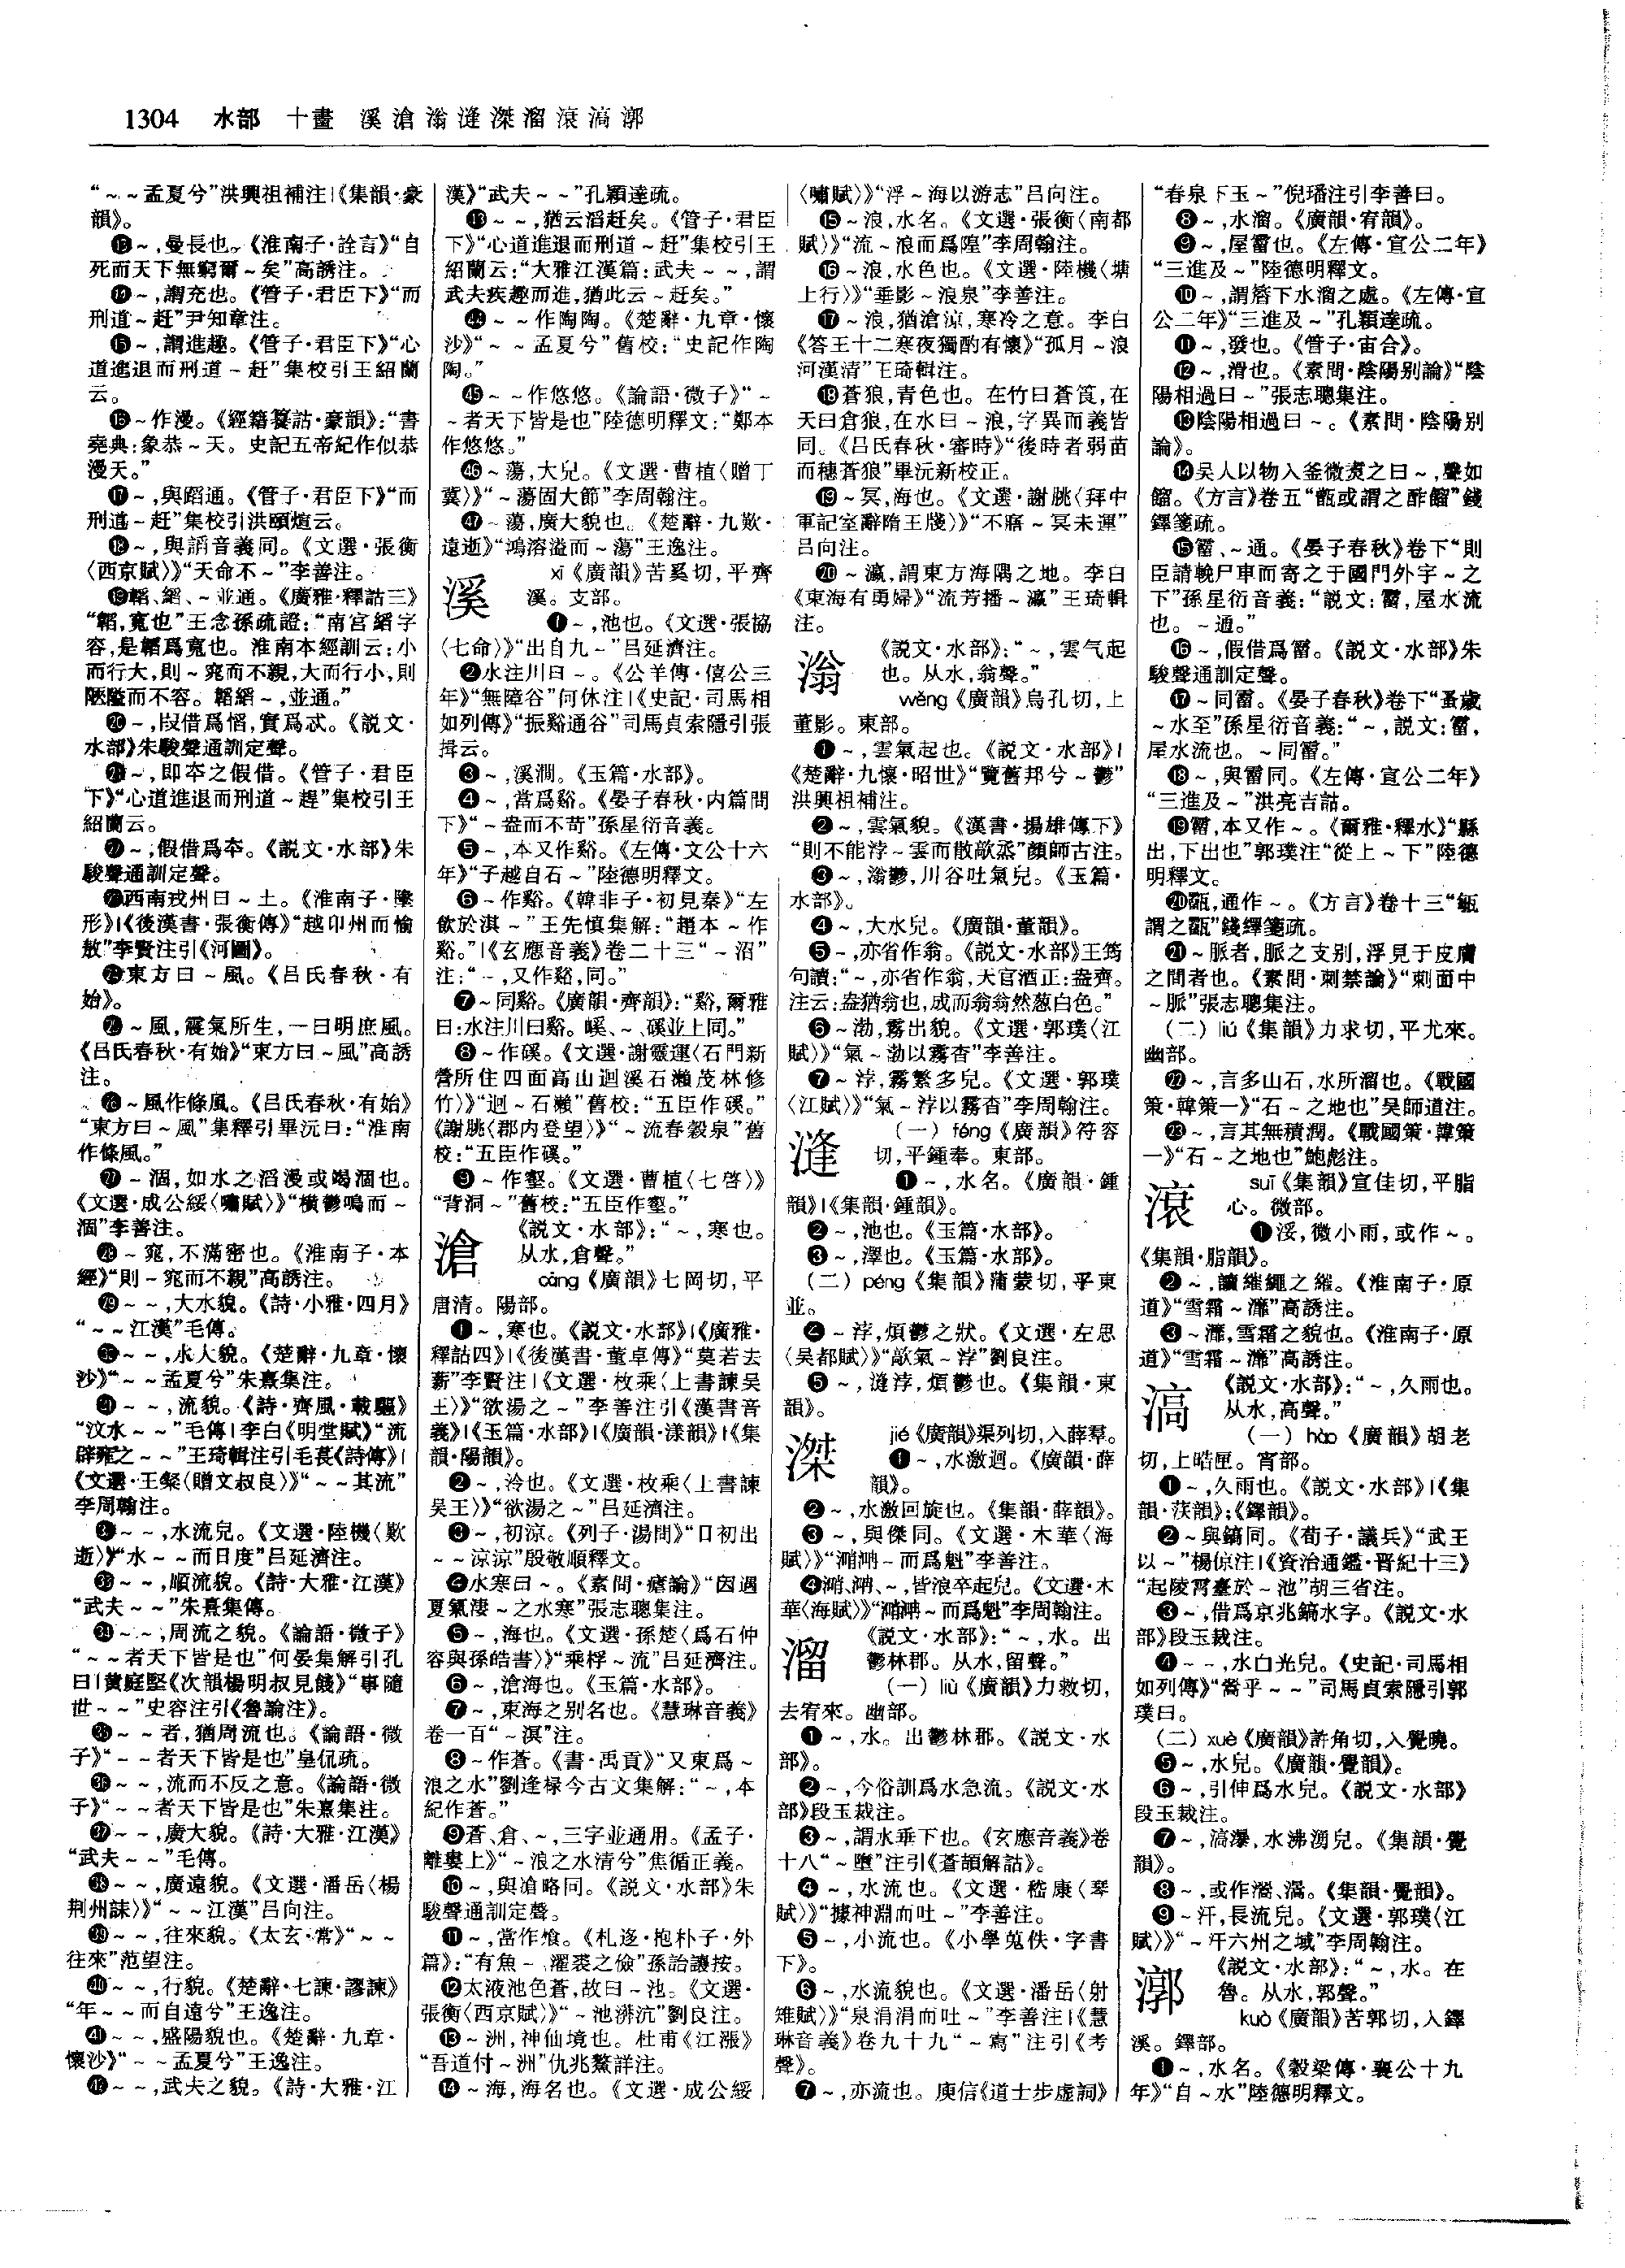 1304 水部 十畫 溪滄滃漨滐溜滖滈漷
“～～孟夏兮”洪興祖補注|《集韻·豪
韻》。
⓭～,曼長也。《淮南子·詮言》“自
死而天下無窮爾～矣”高誘注。
⓮～,謂充也。《管子·君臣下》“而
刑道～赶”尹知章注。
⓯～,謂進趣。《管子·君臣下》“心
道進退而刑道～赶”集校引王紹蘭
云。
⓰～作漫。《經籍籑詁·豪韻》:“書
堯典:象恭～天。史記五帝紀作似恭
漫天。”
⓱～,與蹈通。《管子·君臣下》“而
刑道～赶”集校引洪頤煊云。
⓲～,與謟音義同。《文選·張衡
〈西京賦〉》“天命不～”李善注。
⓳韜、縚、～並通。《廣雅·釋詁三》
“韜,寬也”王念孫疏證:“南宮縚字
容,是韜爲寬也。淮南本經訓云:小
而行大,則～窕而不親,大而行小,則
陿隘而不容。韜縚～,並通。”
⓴～,叚借爲慆,實爲忒。《説文·
水部》朱駿聲通訓定聲。
㉑～,即夲之假借。《管子·君臣
下》“心道進退而刑道～趕”集校引王
紹蘭云。
㉒～,假借爲夲。《説文·水部》朱
駿聲通訓定聲。
㉓西南戎州曰～土。《淮南子·墬
形》|《後漢書·張衡傳》“越卬州而愉
敖”李賢注引《河圖》。
㉔東方曰～風。《吕氏春秋·有
始》。
㉕～風,震氣所生,一曰明庶風。
《吕氏春秋·有始》“東方曰～風”高誘
注。
㉖～風作條風。《吕氏春秋·有始》
“東方曰～風”集釋引畢沅曰:“淮南
作條風。”
㉗～涸,如水之滔漫或竭涸也。
《文選·成公綏〈嘯賦〉》“横鬱鳴而～
涸”李善注。
㉘～窕,不滿密也。《淮南子·本
經》“則～窕而不親”高誘注。
㉙～～,大水貌。《詩·小雅·四月》
“～～江漢”毛傳。
㉚～～,水大貌。《楚辭·九章·懷
沙》“～～孟夏兮”朱熹集注。
㉛～～,流貌。《詩·齊風·載驅》
“汶水～～”毛傳|李白《明堂賦》“流
辟雍之～～”王琦輯注引毛萇《詩傳》|
《文選·王粲〈贈文叔良〉》“～～其流”
李周翰注。
㉜～～,水流皃。《文選·陸機〈歎
逝〉》“水～～而日度”吕延濟注。
㉝～～,順流貌。《詩·大雅·江漢》
“武夫～～”朱熹集傳。
㉞～～,周流之貌。《論語·微子》
“～～者天下皆是也”何晏集解引孔
曰|黄庭堅《次韻楊明叔見餞》“事隨
世～～”史容注引《魯論注》。
㉟～～者,猶周流也。《論語·微
子》“～～者天下皆是也”皇侃疏。
㊱～～,流而不反之意。《論語·微
子》“～～者天下皆是也”朱熹集注。
㊲～～,廣大貌。《詩·大雅·江漢》
“武夫～～”毛傳。
㊳～～,廣遠貌。《文選·潘岳〈楊
荆州誄〉》“～～江漢”吕向注。
㊴～～,往來貌。《太玄·常》“～～
往來”范望注。
㊵～～,行貌。《楚辭·七諫·謬諫》
“年～～而自遠兮”王逸注。
㊶～～,盛陽貌也。《楚辭·九章·
懷沙》“～～孟夏兮”王逸注。
㊷～～,武夫之貌。《詩·大雅·江
漢》“武夫～～”孔穎達疏。
㊸～～,猶云滔赶矣。《管子·君臣
下》“心道進退而刑道～赶”集校引王
紹蘭云:“大雅江漢篇:武夫～～,謂
武夫疾趣而進,猶此云～赶矣。”
㊹～～作陶陶。《楚辭·九章·懷
沙》“～～孟夏兮”舊校:“史記作陶
陶。”
㊺～～作悠悠。《論語·微子》“～
～者天下皆是也”陸德明釋文:“鄭本
作悠悠。”
㊻～蕩,大皃。《文選·曹植〈贈丁
冀〉》“～蕩固大節”李周翰注。
㊼～蕩,廣大貌也。《楚辭·九歎·
遠逝》“鴻溶溢而～蕩”王逸注。
溪
xī《廣韻》苦奚切,平齊
溪。支部。
❶～,池也。《文選·張協
〈七命〉》“出自九～”吕延濟注。
❷水注川曰～。《公羊傳·僖公三
年》“無障谷”何休注|《史記·司馬相
如列傳》“振谿通谷”司馬貞索隱引張
揖云。
❸～,溪澗。《玉篇·水部》。
❹～,當爲谿。《晏子春秋·内篇問
下》“～盎而不苛”孫星衍音義。
❺～,本又作谿。《左傳·文公十六
年》“子越自石～”陸德明釋文。
❻～作谿。《韓非子·初見秦》“左
飲於淇～”王先慎集解:“趙本～作
谿。”|《玄應音義》卷二十三“～沼”
注:“～,又作谿,同。”
❼～同谿。《廣韻·齊韻》:“谿,爾雅
曰:水注川曰谿。嵠、～、磎並上同。”
❽～作磎。《文選·謝靈運〈石門新
營所住四面高山迴溪石瀨茂林修
竹〉》“迴～石瀨”舊校:“五臣作磎。”
《謝朓〈郡内登望〉》“～流春穀泉”舊
校:“五臣作磎。”
❾～作壑。《文選·曹植〈七啓〉》
“背洞～”舊校:“五臣作壑。”
滄
《説文·水部》:“～,寒也。
从水,倉聲。”
cāng《廣韻》七岡切,平
唐清。陽部。
❶～,寒也。《説文·水部》|《廣雅·
釋詁四》|《後漢書·董卓傳》“莫若去
薪”李賢注|《文選·枚乘〈上書諫吴
王〉》“欲湯之～”李善注引《漢書音
義》|《玉篇·水部》|《廣韻·漾韻》|《集
韻·陽韻》。
❷～,冷也。《文選·枚乘〈上書諫
吴王〉》“欲湯之～”吕延濟注。
❸～,初涼。《列子·湯問》“日初出
～～涼涼”殷敬順釋文。
❹水寒曰～。《素問·瘧論》“因遇
夏氣淒～之水寒”張志聰集注。
❺～,海也。《文選·孫楚〈爲石仲
容與孫皓書〉》“乘桴～流”吕延濟注。
❻～,滄海也。《玉篇·水部》。
❼～,東海之别名也。《慧琳音義》
卷一百“～溟”注。
❽～作蒼。《書·禹貢》“又東爲～
浪之水”劉逢禄今古文集解:“～,本
紀作蒼。”
❾蒼、倉、～,三字並通用。《孟子·
離婁上》“～浪之水清兮”焦循正義。
❿～,與凔略同。《説文·水部》朱
駿聲通訓定聲。
⓫～,當作飧。《札迻·抱朴子·外
篇》:“有魚～、濯裘之儉”孫詒讓按。
⓬太液池色蒼,故曰～池。《文選·
張衡〈西京賦〉》“～池漭沆”劉良注。
⓭～洲,神仙境也。杜甫《江漲》
“吾道付～洲”仇兆鰲詳注。
⓮～海,海名也。《文選·成公綏
〈嘯賦〉》“浮～海以游志”吕向注。
⓯～浪,水名。《文選·張衡〈南都
賦〉》“流～浪而爲隍”李周翰注。
⓰～浪,水色也。《文選·陸機〈塘
上行〉》“垂影～浪泉”李善注。
⓱～浪,猶滄涼,寒冷之意。李白
《答王十二寒夜獨酌有懷》“孤月～浪
河漢清”王琦輯注。
⓲蒼狼,青色也。在竹曰蒼筤,在
天曰倉狼,在水曰～浪,字異而義皆
同。《吕氏春秋·審時》“後時者弱苗
而穗蒼狼”畢沅新校正。
⓳～冥,海也。《文選·謝朓〈拜中
軍記室辭隋王牋〉》“不寤～冥未運”
吕向注。
⓴～瀛,謂東方海隅之地。李白
《東海有勇婦》“流芳播～瀛”王琦輯
注。
滃
《説文·水部》:“～,雲气起
也。从水,翁聲。”
wěng《廣韻》烏孔切,上
董影。東部。
❶～,雲氣起也。《説文·水部》|
《楚辭·九懷·昭世》“覽舊邦兮～鬱”
洪興祖補注。
❷～,雲氣貌。《漢書·揚雄傳下》
“則不能浡～雲而散歊烝”顔師古注。
❸～,滃鬱,川谷吐氣皃。《玉篇·
水部》。
❹～,大水皃。《廣韻·董韻》。
❺～,亦省作翁。《説文·水部》王筠
句讀:“～,亦省作翁,天官酒正:盎齊。
注云:盎猶翁也,成而翁翁然葱白色。”
❻～渤,霧出貌。《文選·郭璞〈江
賦〉》“氣～渤以霧杳”李善注。
❼～浡,霧繁多皃。《文選·郭璞
〈江賦〉》“氣～浡以霧杳”李周翰注。
漨
(一) féng《廣韻》符容
切,平鍾奉。東部。
❶～,水名。《廣韻·鍾
韻》|《集韻·鍾韻》。
❷～,池也。《玉篇·水部》。
❸～,澤也。《玉篇·水部》。
(二) péng《集韻》蒲蒙切,平東
並。
❹～浡,煩鬱之狀。《文選·左思
〈吴都賦〉》“歊氣～浡”劉良注。
❺～,漨浡,煩鬱也。《集韻·東
韻》。
滐
jié《廣韻》渠列切,入薛羣。
❶～,水激迴。《廣韻·薛
韻》。
❷～,水激回旋也。《集韻·薛韻》。
❸～,與傑同。《文選·木華〈海
賦〉》“㴋㴊～而爲魁”李善注。
❹㴋、㴊、～,皆浪卒起皃。《文選·木
華〈海賦〉》“㴋㴊～而爲魁”李周翰注。
溜
《説文·水部》:“～,水。出
鬱林郡。从水,留聲。”
(一) liù《廣韻》力救切,
去宥來。幽部。
❶～,水。出鬱林郡。《説文·水
部》。
❷～,今俗訓爲水急流。《説文·水
部》段玉裁注。
❸～,謂水垂下也。《玄應音義》卷
十八“～墮”注引《蒼頡解詁》。
❹～,水流也。《文選·嵇康〈琴
賦〉》“據神淵而吐～”李善注。
❺～,小流也。《小學蒐佚·字書
下》。
❻～,水流貌也。《文選·潘岳〈射
雉賦〉》“泉涓涓而吐～”李善注|《慧
琳音義》卷九十九“～寫”注引《考
聲》。
❼～,亦流也。庾信《道士步虚詞》
“春泉下玉～”倪璠注引李善曰。
❽～,水溜。《廣韻·宥韻》。
❾～,屋霤也。《左傳·宣公二年》
“三進及～”陸德明釋文。
❿～,謂簷下水溜之處。《左傳·宣
公二年》“三進及～”孔穎達疏。
⓫～,發也。《管子·宙合》。
⓬～,滑也。《素問·陰陽别論》“陰
陽相過曰～”張志聰集注。
⓭陰陽相過曰～。《素問·陰陽别
論》。
⓮吴人以物入釜微煑之曰～,聲如
餾。《方言》卷五“甑或謂之酢餾”錢
繹箋疏。
⓯霤、～通。《晏子春秋》卷下“則
臣請輓尸車而寄之于國門外宇～之
下”孫星衍音義:“説文:霤,屋水流
也。～通。”
⓰～,假借爲霤。《説文·水部》朱
駿聲通訓定聲。
⓱～同霤。《晏子春秋》卷下“蚤歲
～水至”孫星衍音義:“～,説文:霤,
屋水流也。～同霤。”
⓲～,與霤同。《左傳·宣公二年》
“三進及～”洪亮吉詁。
⓳霤,本又作～。《爾雅·釋水》“縣
出,下出也”郭璞注“從上～下”陸德
明釋文。
⓴㽌,通作～。《方言》卷十三“瓵
謂之㽌”錢繹箋疏。
㉑～脈者,脈之支别,浮見于皮膚
之間者也。《素問·刺禁論》“刺面中
～脈”張志聰集注。
(二) liú《集韻》力求切,平尤來。
幽部。
㉒～,言多山石,水所溜也。《戰國
策·韓策一》“石～之地也”吴師道注。
㉓～,言其無積潤。《戰國策·韓策
一》“石～之地也”鮑彪注。
滖
suī《集韻》宣佳切,平脂
心。微部。
❶浽,微小雨,或作～。
《集韻·脂韻》。
❷～,讀維繩之維。《淮南子·原
道》“雪霜～灖”高誘注。
❸～灖,雪霜之貌也。《淮南子·原
道》“雪霜～灖”高誘注。
滈
《説文·水部》:“～,久雨也。
从水,高聲。”
(一) hào《廣韻》胡老
切,上晧匣。宵部。
❶～,久雨也。《説文·水部》|《集
韻·茯韻》;《鐸韻》。
❷～與鎬同。《荀子·議兵》“武王
以～”楊倞注|《資治通鑑·晉紀十三》
“起陵霄臺於～池”胡三省注。
❸～,借爲京兆鎬水字。《説文·水
部》段玉裁注。
❹～～,水白光皃。《史記·司馬相
如列傳》“翯乎～～”司馬貞索隱引郭
璞曰。
(二) xuè《廣韻》許角切,入覺曉。
❺～,水皃。《廣韻·覺韻》。
❻～,引伸爲水皃。《説文·水部》
段玉裁注。
❼～,滈瀑,水沸湧皃。《集韻·覺
韻》。
❽～,或作㵿、滆。《集韻·覺韻》。
❾～汗,長流皃。《文選·郭璞〈江
賦〉》“～汗六州之域”李周翰注。
漷
《説文·水部》:“～,水。在
魯。从水,郭聲。”
kuò《廣韻》苦郭切,入鐸
溪。鐸部。
❶～,水名。《穀梁傳·襄公十九
年》“自～水”陸德明釋文。